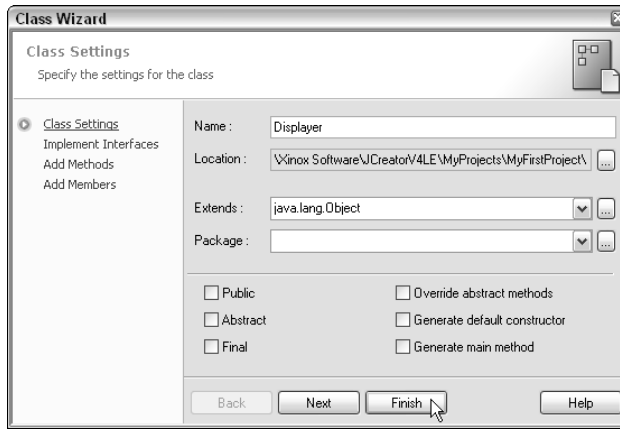 Class Wizard
Class Settings
Specify the settings for the class
Class Settings
Implement Interfaces
Add Methods
Add Members
Name :
Displayer
Location :
\Xinox Software\JCreatorV4LE\MyProjects\MyFirstProject\
...
Extends :
java.lang.Object
...
Package :
...
Public
Override abstract methods
Abstract
Generate default constructor
Final
Generate main method
Back
Next
Finish
Help